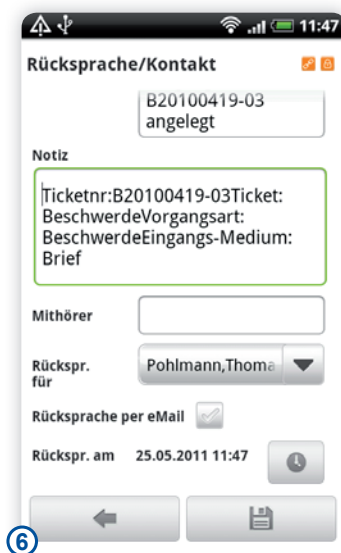 11:47
Rücksprache/Kontakt
B20100419-03
angelegt
Notiz
Ticketnr:B20100419-03Ticket:
BeschwerdeVorgangsart:
BeschwerdeEingangs-Medium:
Brief
Mithörer
Rückspr.
für
Pohlmann,Thoma
Rücksprache per eMail
Rückspr. am 25.05.2011 11:47
6